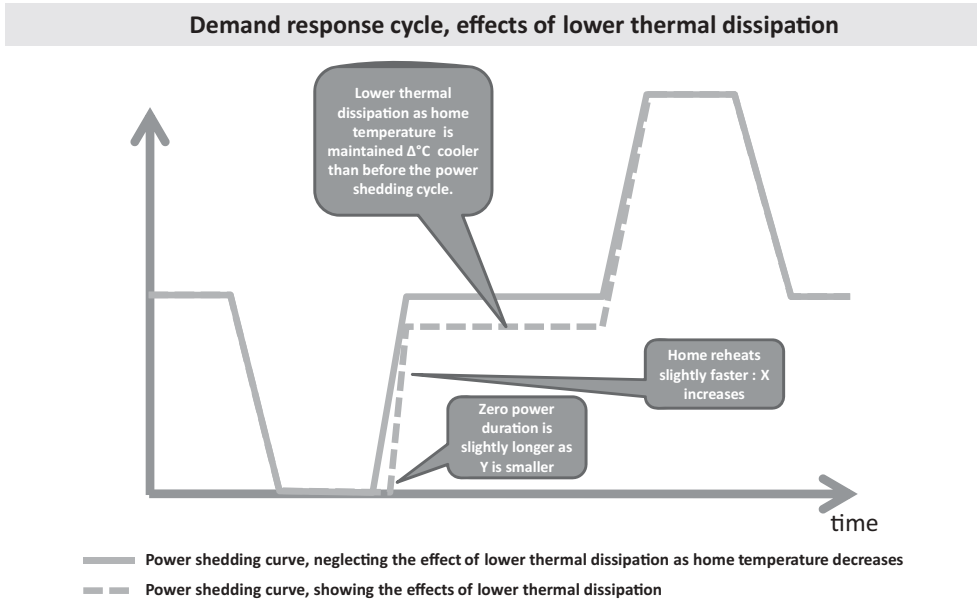 Demand response cycle, effects of lower thermal dissipation
Lower thermal
dissipation as home
temperature is
maintained Δ°C cooler
than before the power
shedding cycle.
Home reheats
slightly faster : X
increases
Zero power
duration is
slightly longer as
Y is smaller
time
Power shedding curve, neglecting the effect of lower thermal dissipation as home temperature decreases
Power shedding curve, showing the effects of lower thermal dissipation